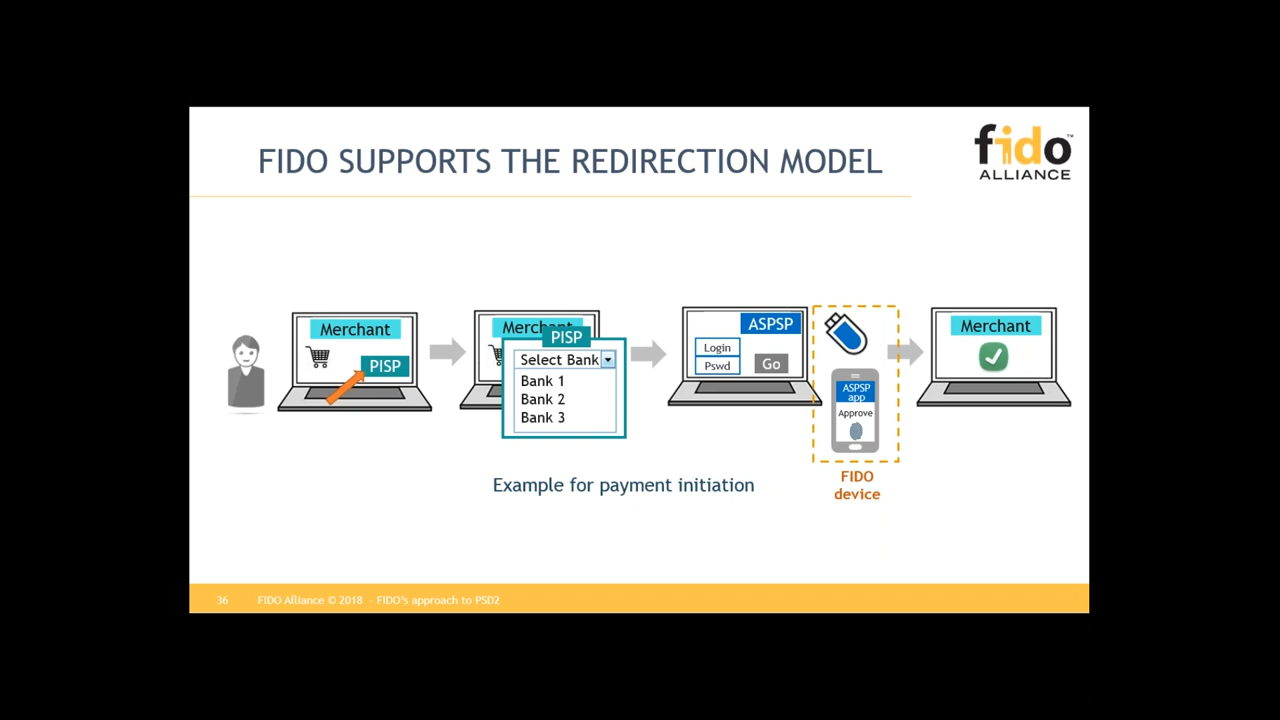 FIDO SUPPORTS THE REDIRECTION MODEL
fido™
ALLIANCE
Merchant
PISP
Merchant
PISP
Select Bank
Bank 1
Bank 2
Bank 3
ASPSP
Login
Pswd
Go
ASPSP
app
Approve
FIDO
device
Merchant
Example for payment initiation
36 FIDO Alliance © 2018 - FIDO's approach to PSD2